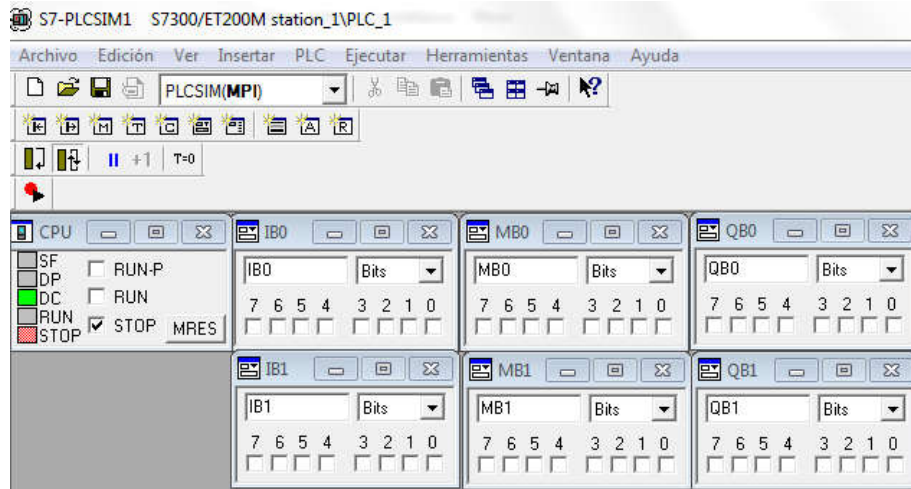 S7-PLCSIM1 S7300/ET200M station_1\PLC_1
Archivo Edición Ver Insertar PLC Ejecutar Herramientas Ventana Ayuda
PLCSIM(MPI)
M T C A R
+1 T=0
CPU IB0 MB0 QB0
SF
DP
DC
RUN
STOP
RUN-P
RUN
STOP MRES
IB0 Bits MB0 Bits QB0 Bits
7 6 5 4 3 2 1 0 7 6 5 4 3 2 1 0 7 6 5 4 3 2 1 0
IB1 MB1 QB1
IB1 Bits MB1 Bits QB1 Bits
7 6 5 4 3 2 1 0 7 6 5 4 3 2 1 0 7 6 5 4 3 2 1 0